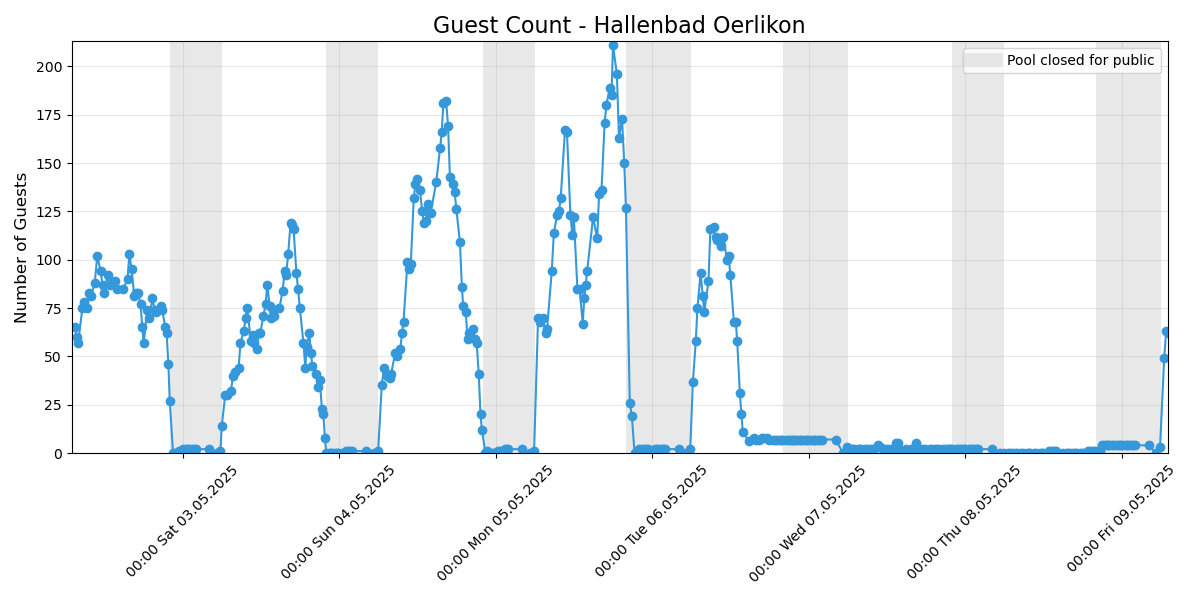 Guest Count - Hallenbad Oerlikon
Pool closed for public
Number of Guests
200
175
150
125
100
75
50
25
0
00:00 Sat 03.05.2025
00:00 Sun 04.05.2025
00:00 Mon 05.05.2025
00:00 Tue 06.05.2025
00:00 Wed 07.05.2025
00:00 Thu 08.05.2025
00:00 Fri 09.05.2025